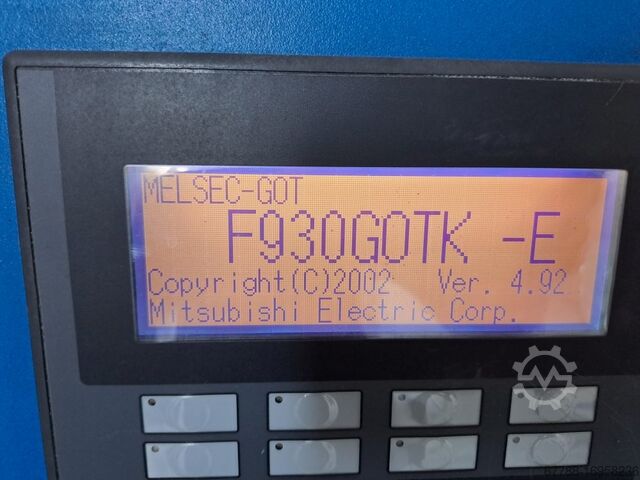 MELSEC-GOT
F930GOTK -E
Copyright(C)2002 Ver. 4.92
Mitsubishi Electric Corp.